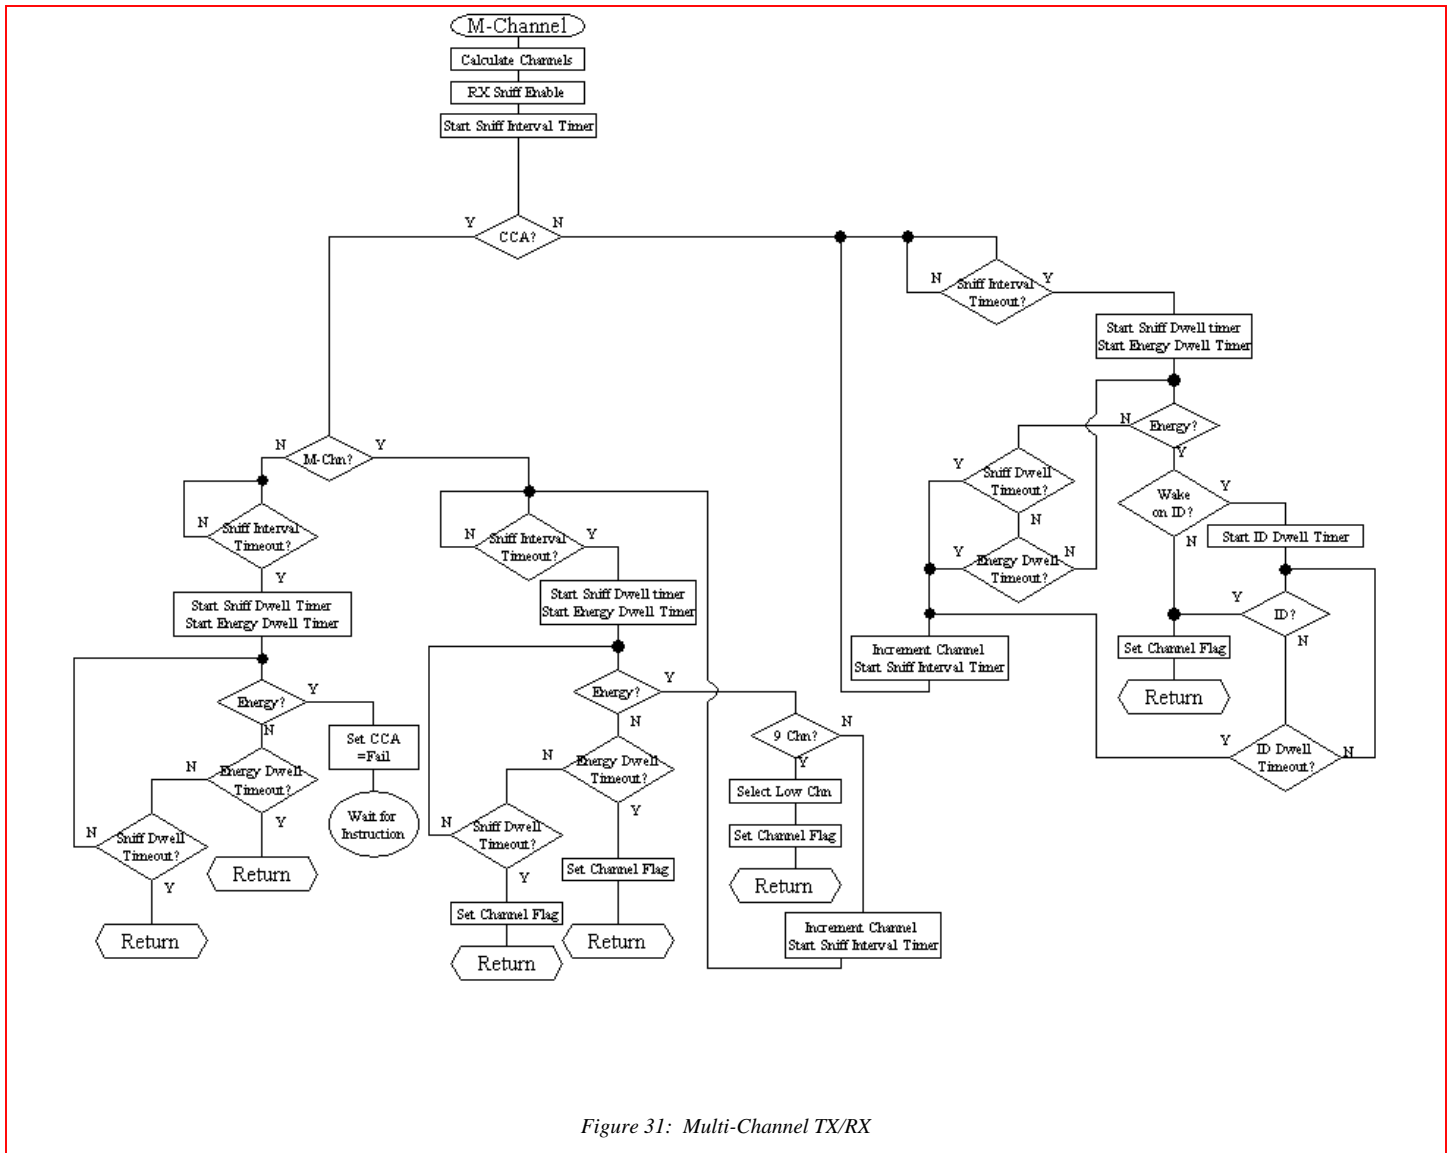 M-Channel
Calculate Channels
RX Sniff Enable
Start Sniff Interval Timer
Y
CCA?
N
N
Sniff Interval
Timeout?
Y
Start Sniff Dwell timer
Start Energy Dwell Timer
N
Energy?
Y
Y
Sniff Dwell
Timeout?
N
Wake
on ID?
Y
N
Start ID Dwell Timer
Y
Energy Dwell
Timeout?
N
Y
ID?
N
Increment Channel
Start Sniff Interval Timer
Set Channel Flag
Return
Y
ID Dwell
Timeout?
N
N
M-Chn?
Y
N
Sniff Interval
Timeout?
Y
Start Sniff Dwell Timer
Start Energy Dwell Timer
Energy?
Y
N
Set CCA
=Fail
Wait for
Instruction
N
Energy Dwell
Timeout?
Y
Return
N
Sniff Dwell
Timeout?
Y
Return
N
Sniff Interval
Timeout?
Y
Start Sniff Dwell timer
Start Energy Dwell Timer
Energy?
Y
N
N
Energy Dwell
Timeout?
Y
Set Channel Flag
Return
N
Sniff Dwell
Timeout?
Y
Set Channel Flag
Return
9 Chn?
N
Y
Select Low Chn
Set Channel Flag
Return
Increment Channel
Start Sniff Interval Timer
Figure 31: Multi-Channel TX/RX